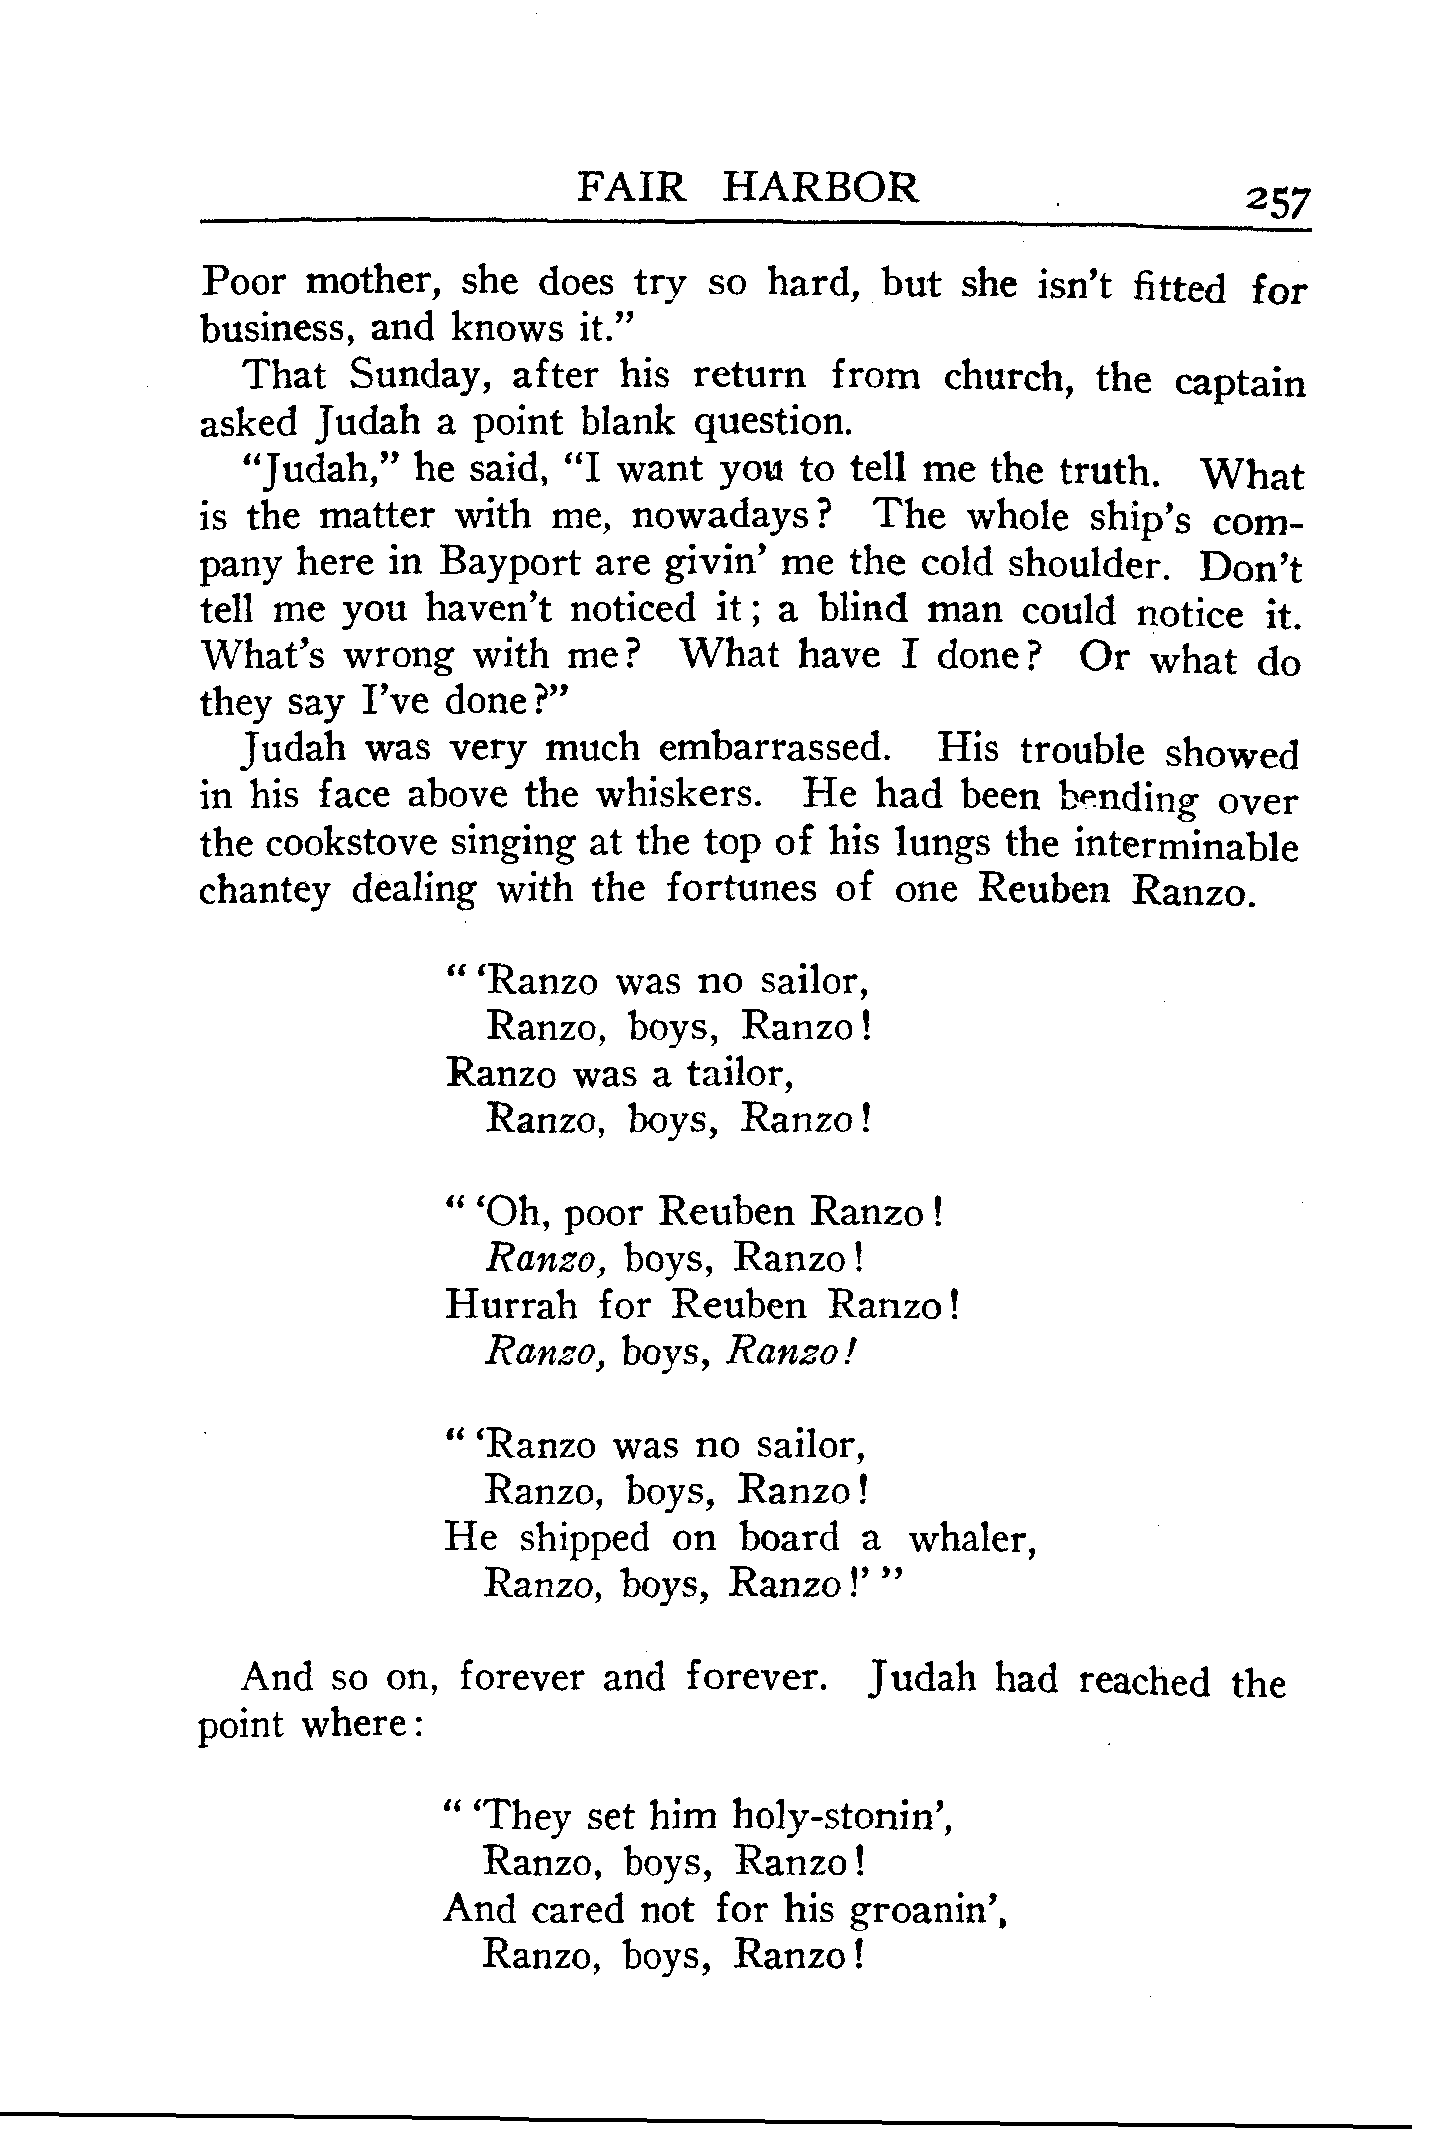 FAIR HARBOR 257
Poor mother, she does try so hard, but she isn't fitted for
business, and knows it.”
That Sunday, after his return from church, the captain
asked Judah a point blank question.
“Judah,” he said, “I want you to tell me the truth. What
is the matter with me, nowadays? The whole ship's com-
pany here in Bayport are givin' me the cold shoulder. Don't
tell me you haven't noticed it; a blind man could notice it.
What's wrong with me? What have I done? Or what do
they say I've done?”
Judah was very much embarrassed. His trouble showed
in his face above the whiskers. He had been bending over
the cookstove singing at the top of his lungs the interminable
chantey dealing with the fortunes of one Reuben Ranzo.
“ ‘Ranzo was no sailor,
Ranzo, boys, Ranzo!
Ranzo was a tailor,
Ranzo, boys, Ranzo!
“ ‘Oh, poor Reuben Ranzo!
Ranzo, boys, Ranzo!
Hurrah for Reuben Ranzo!
Ranzo, boys, Ranzo!
“ ‘Ranzo was no sailor,
Ranzo, boys, Ranzo!
He shipped on board a whaler,
Ranzo, boys, Ranzo!’ ”
And so on, forever and forever. Judah had reached the
point where:
“ ‘They set him holy-stonin',
Ranzo, boys, Ranzo!
And cared not for his groanin',
Ranzo, boys, Ranzo!